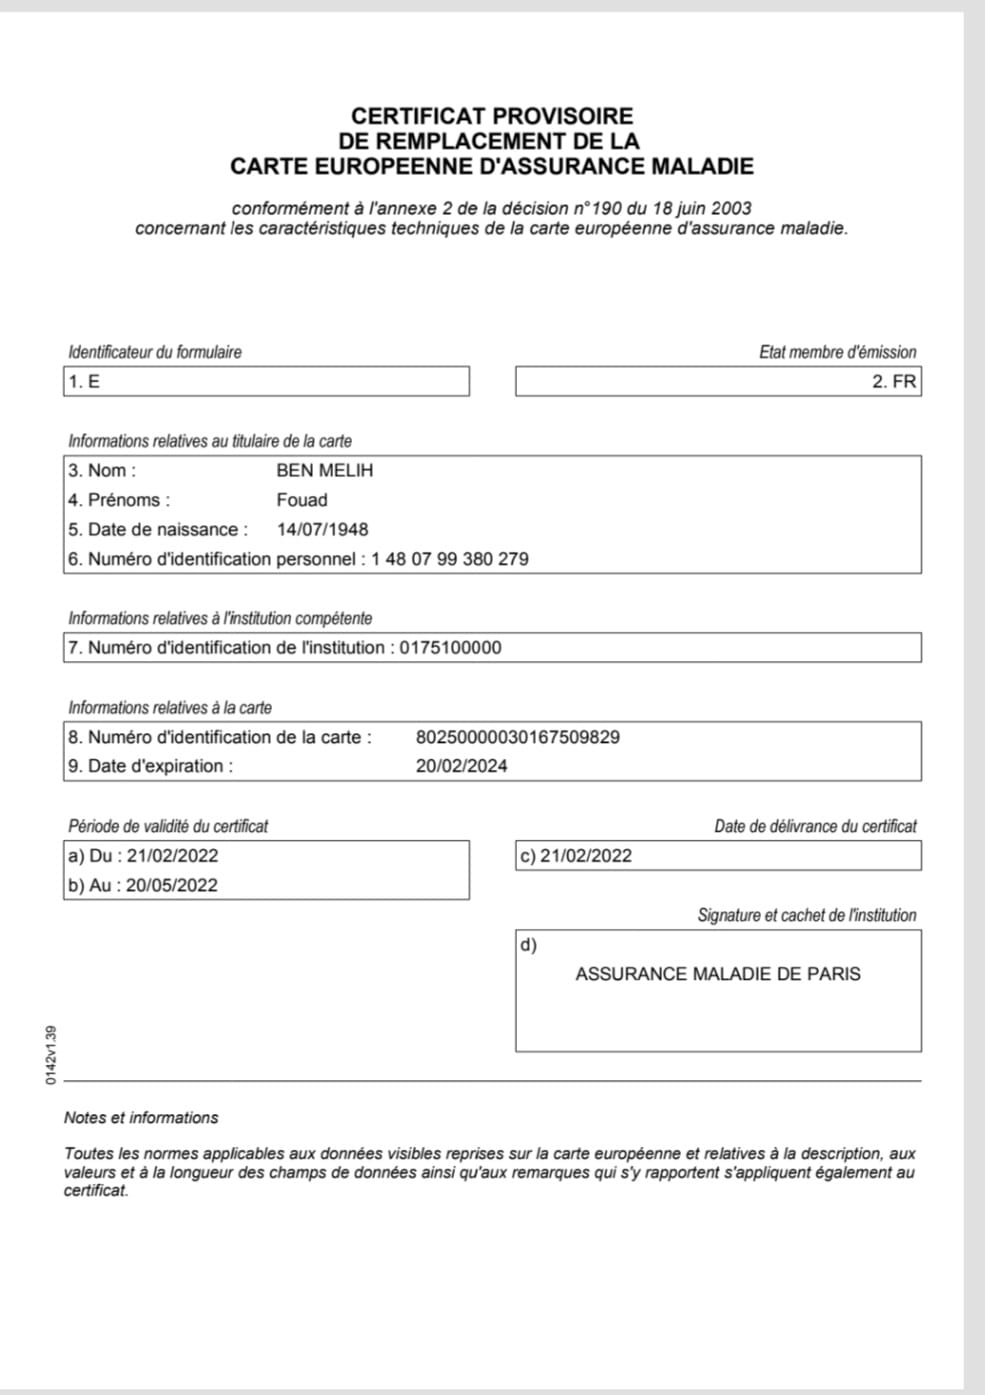 CERTIFICAT PROVISOIRE
DE REMPLACEMENT DE LA
CARTE EUROPEENNE D'ASSURANCE MALADIE
conformément à l'annexe 2 de la décision n°190 du 18 juin 2003
concernant les caractéristiques techniques de la carte européenne d'assurance maladie.
Identificateur du formulaire
1. E
Etat membre d'émission
2. FR
Informations relatives au titulaire de la carte
3. Nom : BEN MELIH
4. Prénoms : Fouad
5. Date de naissance : 14/07/1948
6. Numéro d'identification personnel : 1 48 07 99 380 279
Informations relatives à l'institution compétente
7. Numéro d'identification de l'institution : 0175100000
Informations relatives à la carte
8. Numéro d'identification de la carte : 80250000030167509829
9. Date d'expiration : 20/02/2024
Période de validité du certificat
a) Du : 21/02/2022
b) Au : 20/05/2022
Date de délivrance du certificat
c) 21/02/2022
Signature et cachet de l'institution
d)
ASSURANCE MALADIE DE PARIS
0142v1.39
Notes et informations
Toutes les normes applicables aux données visibles reprises sur la carte européenne et relatives à la description, aux
valeurs et à la longueur des champs de données ainsi qu'aux remarques qui s'y rapportent s'appliquent également au
certificat.